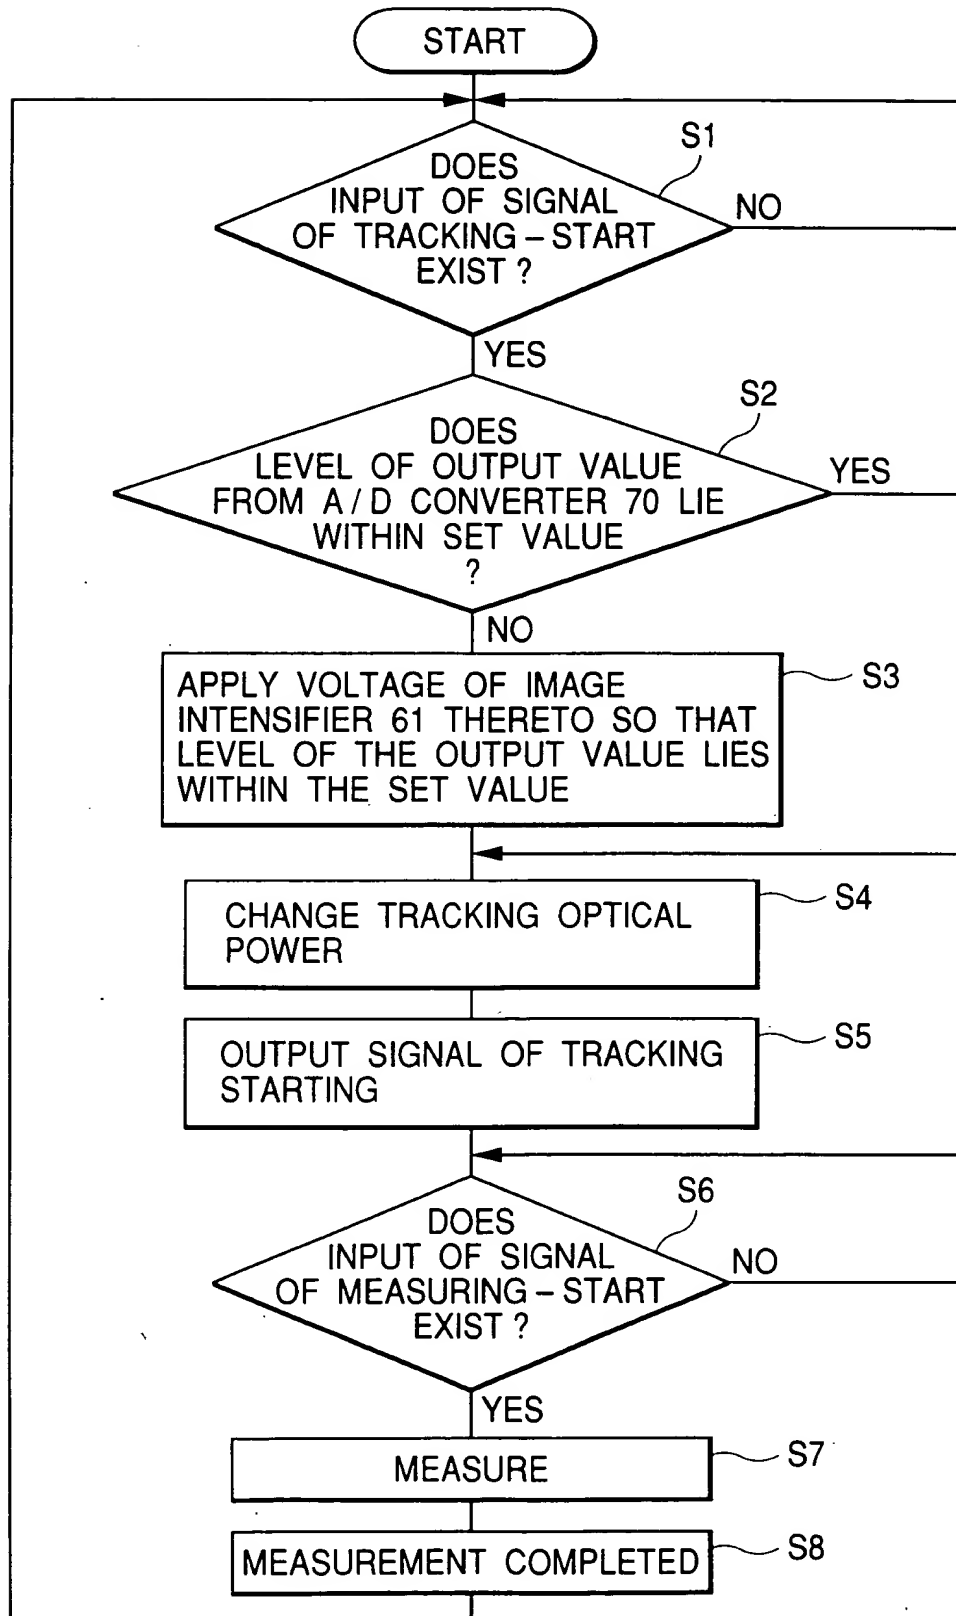 START
S1
DOES
INPUT OF SIGNAL
OF TRACKING – START
EXIST ?
NO
YES
S2
DOES
LEVEL OF OUTPUT VALUE
FROM A / D CONVERTER 70 LIE
WITHIN SET VALUE
?
YES
NO
S3
APPLY VOLTAGE OF IMAGE
INTENSIFIER 61 THERETO SO THAT
LEVEL OF THE OUTPUT VALUE LIES
WITHIN THE SET VALUE
S4
CHANGE TRACKING OPTICAL
POWER
S5
OUTPUT SIGNAL OF TRACKING
STARTING
S6
DOES
INPUT OF SIGNAL
OF MEASURING – START
EXIST ?
NO
YES
S7
MEASURE
S8
MEASUREMENT COMPLETED